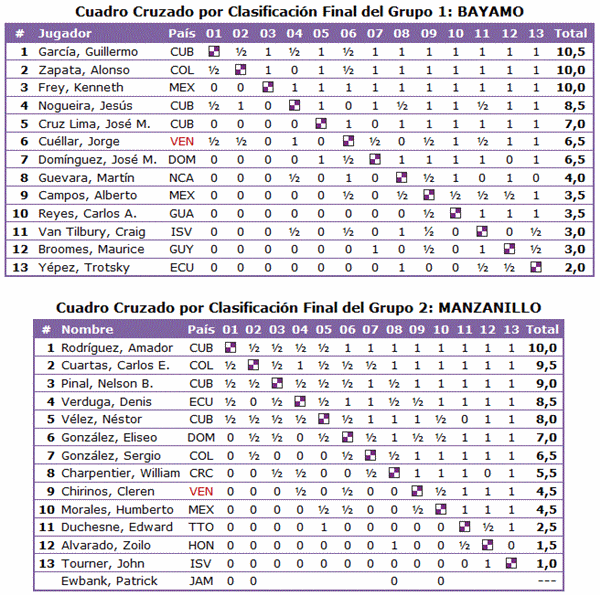 Cuadro Cruzado por Clasificación Final del Grupo 1: BAYAMO
# Jugador País 01 02 03 04 05 06 07 08 09 10 11 12 13 Total
1 García, Guillermo CUB ½ 1 ½ 1 ½ 1 1 1 1 1 1 1 10,5
2 Zapata, Alonso COL ½ 1 0 1 ½ 1 1 1 1 1 1 1 10,0
3 Frey, Kenneth MEX 0 0 1 1 1 1 1 1 1 1 1 1 10,0
4 Nogueira, Jesús CUB ½ 1 0 1 0 1 ½ 1 1 ½ 1 1 8,5
5 Cruz Lima, José M. CUB 0 0 0 0 1 0 1 1 1 1 1 1 7,0
6 Cuéllar, Jorge VEN ½ ½ 0 1 0 ½ 0 ½ 1 ½ 1 1 6,5
7 Domínguez, José M. DOM 0 0 0 0 1 ½ 1 1 1 1 0 1 6,5
8 Guevara, Martín NCA 0 0 0 ½ 0 1 0 ½ 1 0 1 0 4,0
9 Campos, Alberto MEX 0 0 0 0 0 ½ 0 ½ ½ ½ ½ 1 3,5
10 Reyes, Carlos A. GUA 0 0 0 0 0 0 0 0 ½ 1 1 1 3,5
11 Van Tilbury, Craig ISV 0 0 0 ½ 0 ½ 0 1 ½ 0 0 ½ 3,0
12 Broomes, Maurice GUY 0 0 0 0 0 0 1 0 ½ 0 1 ½ 3,0
13 Yépez, Trotsky ECU 0 0 0 0 0 0 0 1 0 0 ½ ½ 2,0
Cuadro Cruzado por Clasificación Final del Grupo 2: MANZANILLO
# Nombre País 01 02 03 04 05 06 07 08 09 10 11 12 13 Total
1 Rodríguez, Amador CUB ½ ½ ½ ½ 1 1 1 1 1 1 1 1 10,0
2 Cuartas, Carlos E. COL ½ ½ 1 ½ ½ ½ 1 1 1 1 1 1 9,5
3 Pinal, Nelson B. CUB ½ ½ ½ ½ ½ 1 ½ 1 1 1 1 1 9,0
4 Verduga, Denis ECU ½ 0 ½ ½ 1 1 ½ ½ 1 1 1 1 8,5
5 Vélez, Néstor CUB ½ ½ ½ ½ ½ 1 1 1 ½ 0 1 1 8,0
6 González, Eliseo DOM 0 ½ ½ 0 ½ ½ 1 ½ ½ 1 1 1 7,0
7 González, Sergio COL 0 ½ 0 0 0 ½ ½ 1 1 1 1 1 6,5
8 Charpentier, William CRC 0 0 ½ ½ 0 0 ½ 1 1 1 0 1 5,5
9 Chirinos, Cleren VEN 0 0 0 ½ 0 ½ 0 0 ½ 1 1 1 4,5
10 Morales, Humberto MEX 0 0 0 0 ½ ½ 0 0 ½ 1 1 1 4,5
11 Duchesne, Edward TTO 0 0 0 0 1 0 0 0 0 0 ½ 1 2,5
12 Alvarado, Zoilo HON 0 0 0 0 0 0 0 1 0 0 ½ 0 1,5
13 Tourner, John ISV 0 0 0 0 0 0 0 0 0 0 0 1 1,0
Ewbank, Patrick JAM 0 0 0 0 ---